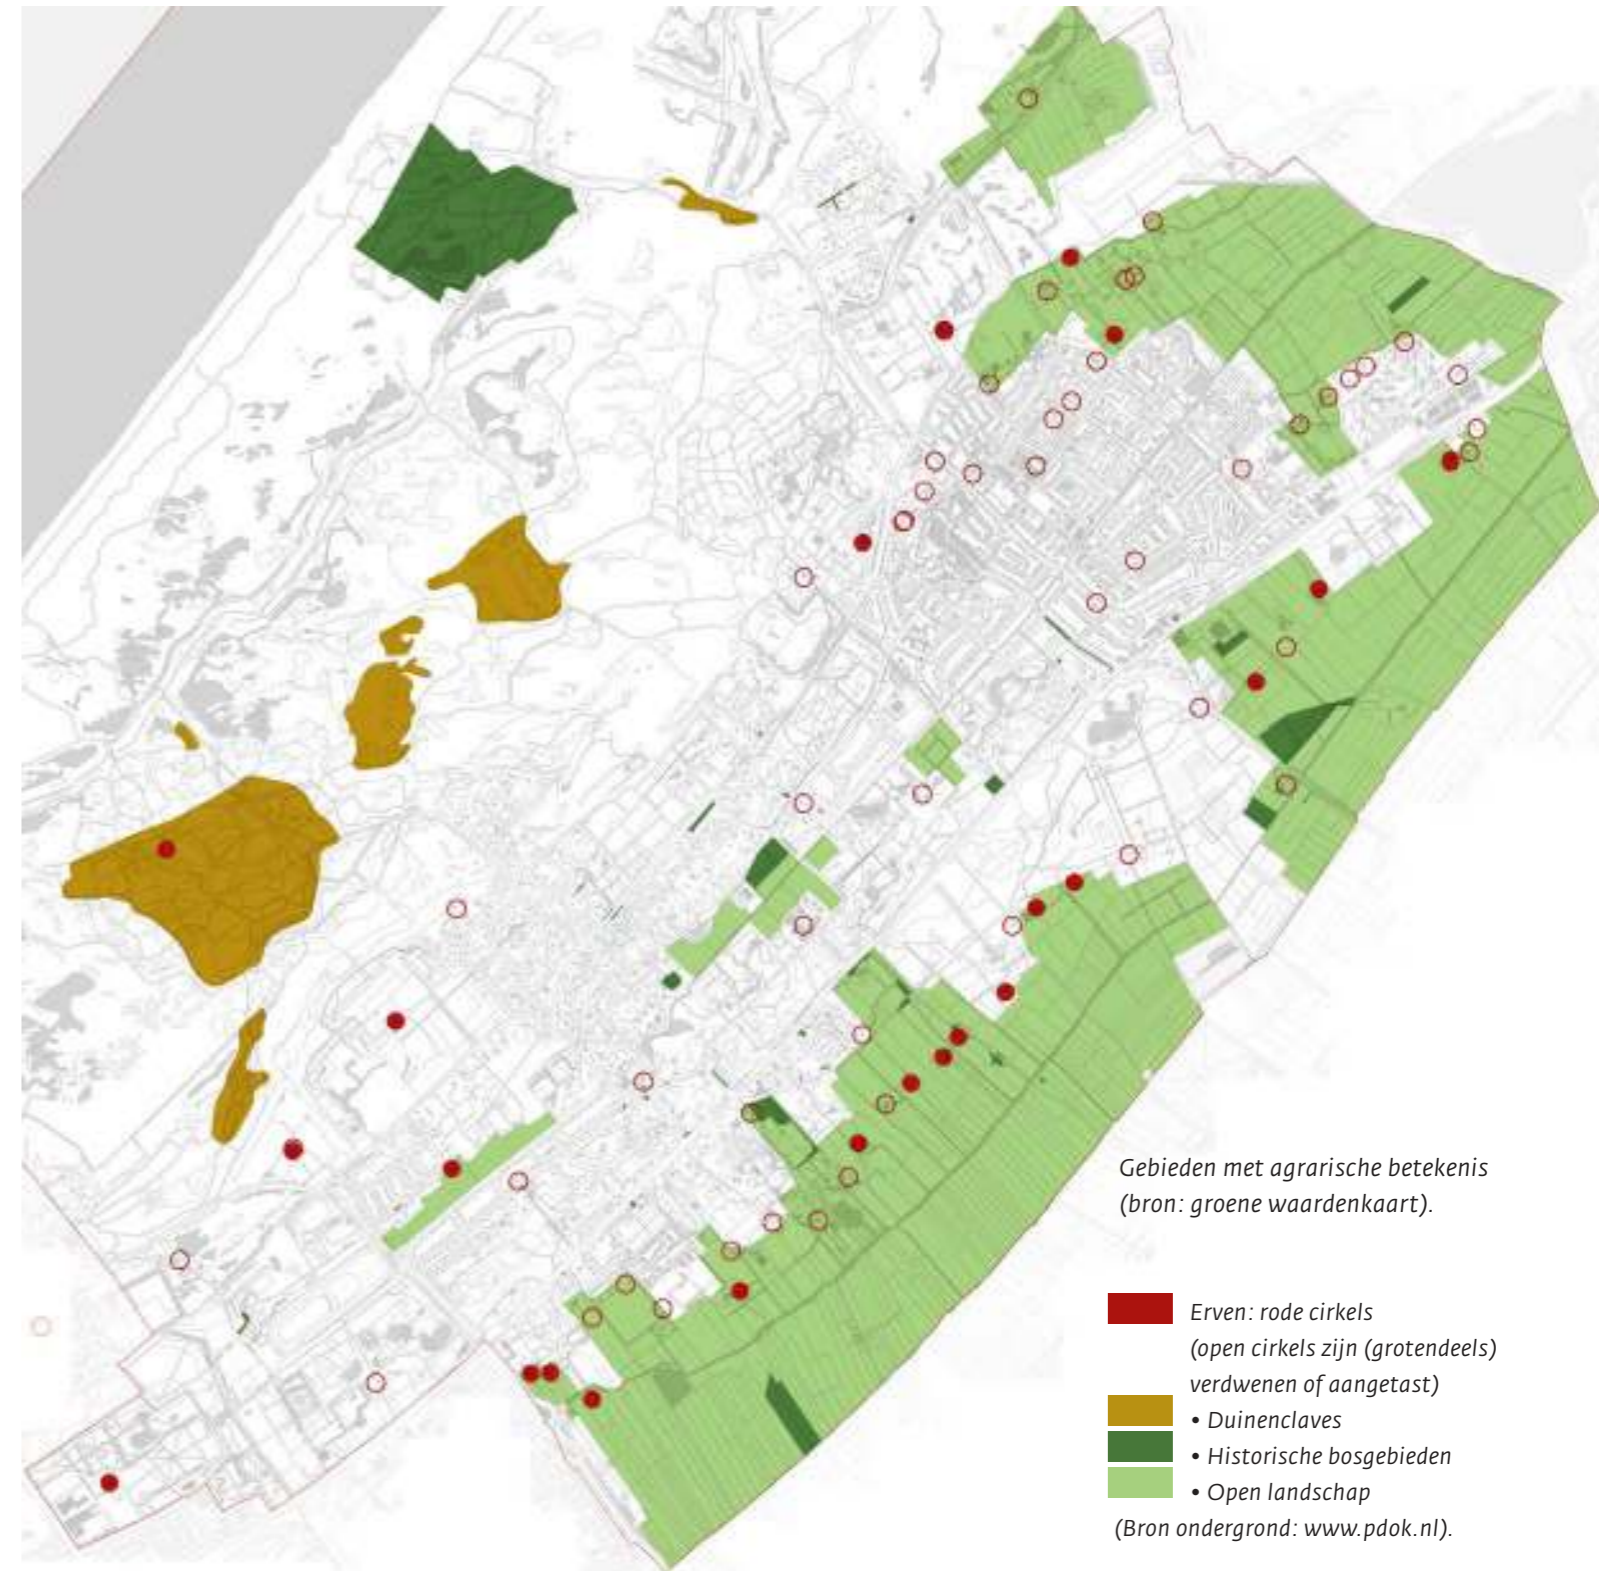 Gebieden met agrarische betekenis
(bron: groene waardenkaart).
Erven: rode cirkels
(open cirkels zijn (grotendeels)
verdwenen of aangetast)
• Duinenclaves
• Historische bosgebieden
• Open landschap
(Bron ondergrond: www.pdok.nl).